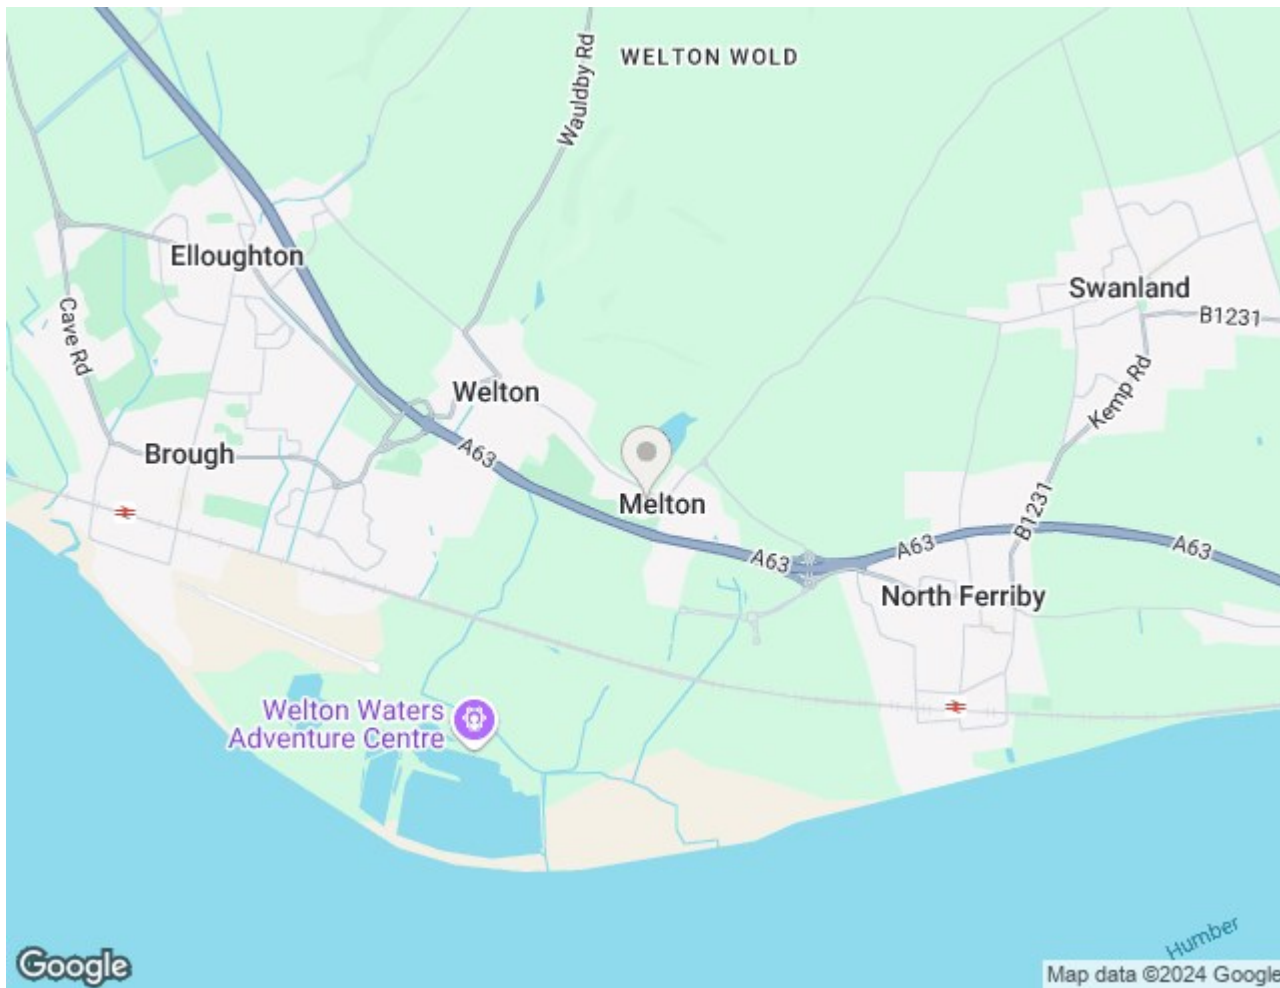 WELTON WOLD
Wauldby Rd
Elloughton
Swanland
B1231
Cave Rd
Kemp Rd
Welton
A63
Brough
Melton
B1231
A63
A63
A63
North Ferriby
Welton Waters
Adventure Centre
Humber
Google
Map data ©2024 Google